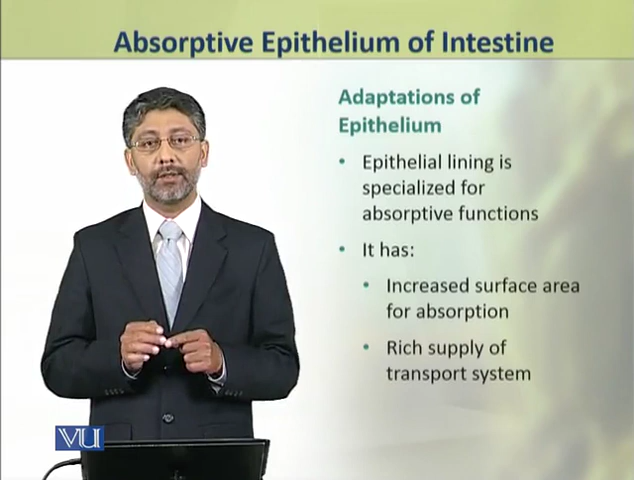 Absorptive Epithelium of Intestine
Adaptations of
Epithelium
• Epithelial lining is
specialized for
absorptive functions
• It has:
• Increased surface area
for absorption
• Rich supply of
transport system
VU